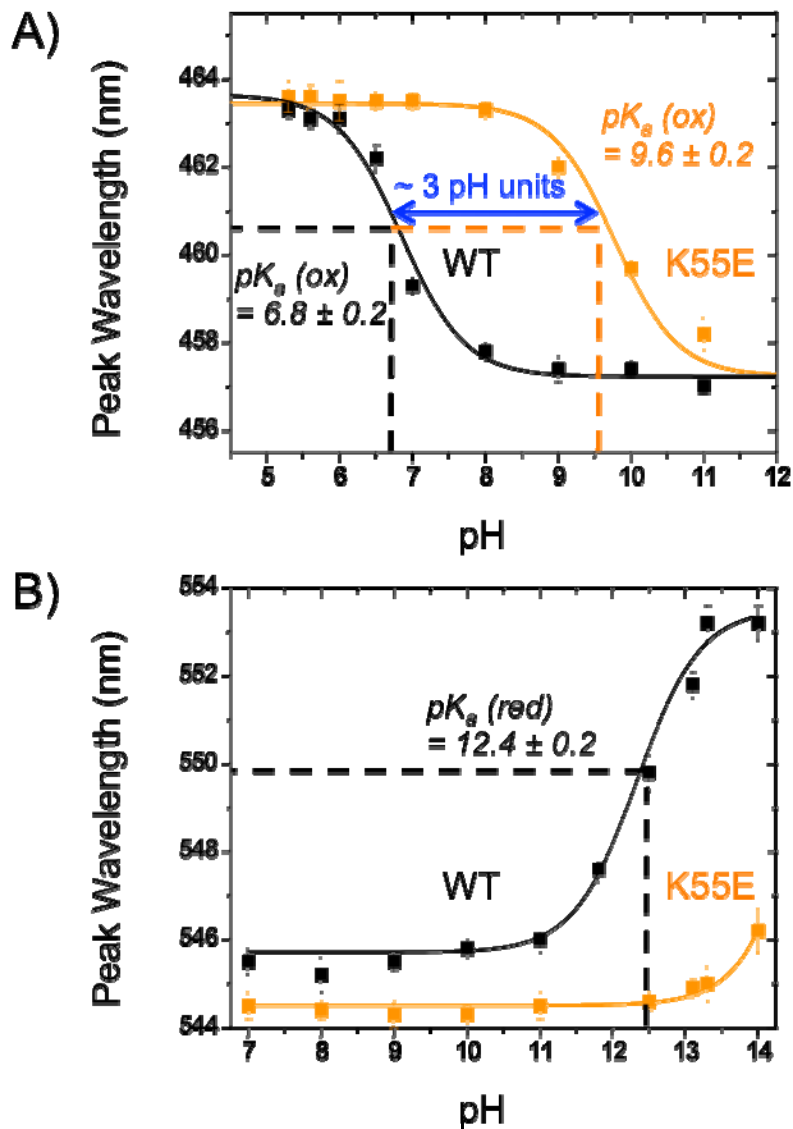 A)
Peak Wavelength (nm)
464
462
460
458
456
pKa (ox)
= 9.6 ± 0.2
~ 3 pH units
WT
K55E
pKa (ox)
= 6.8 ± 0.2
5 6 7 8 9 10 11 12
pH
B)
Peak Wavelength (nm)
554
552
550
548
546
544
pKa (red)
= 12.4 ± 0.2
WT
K55E
7 8 9 10 11 12 13 14
pH